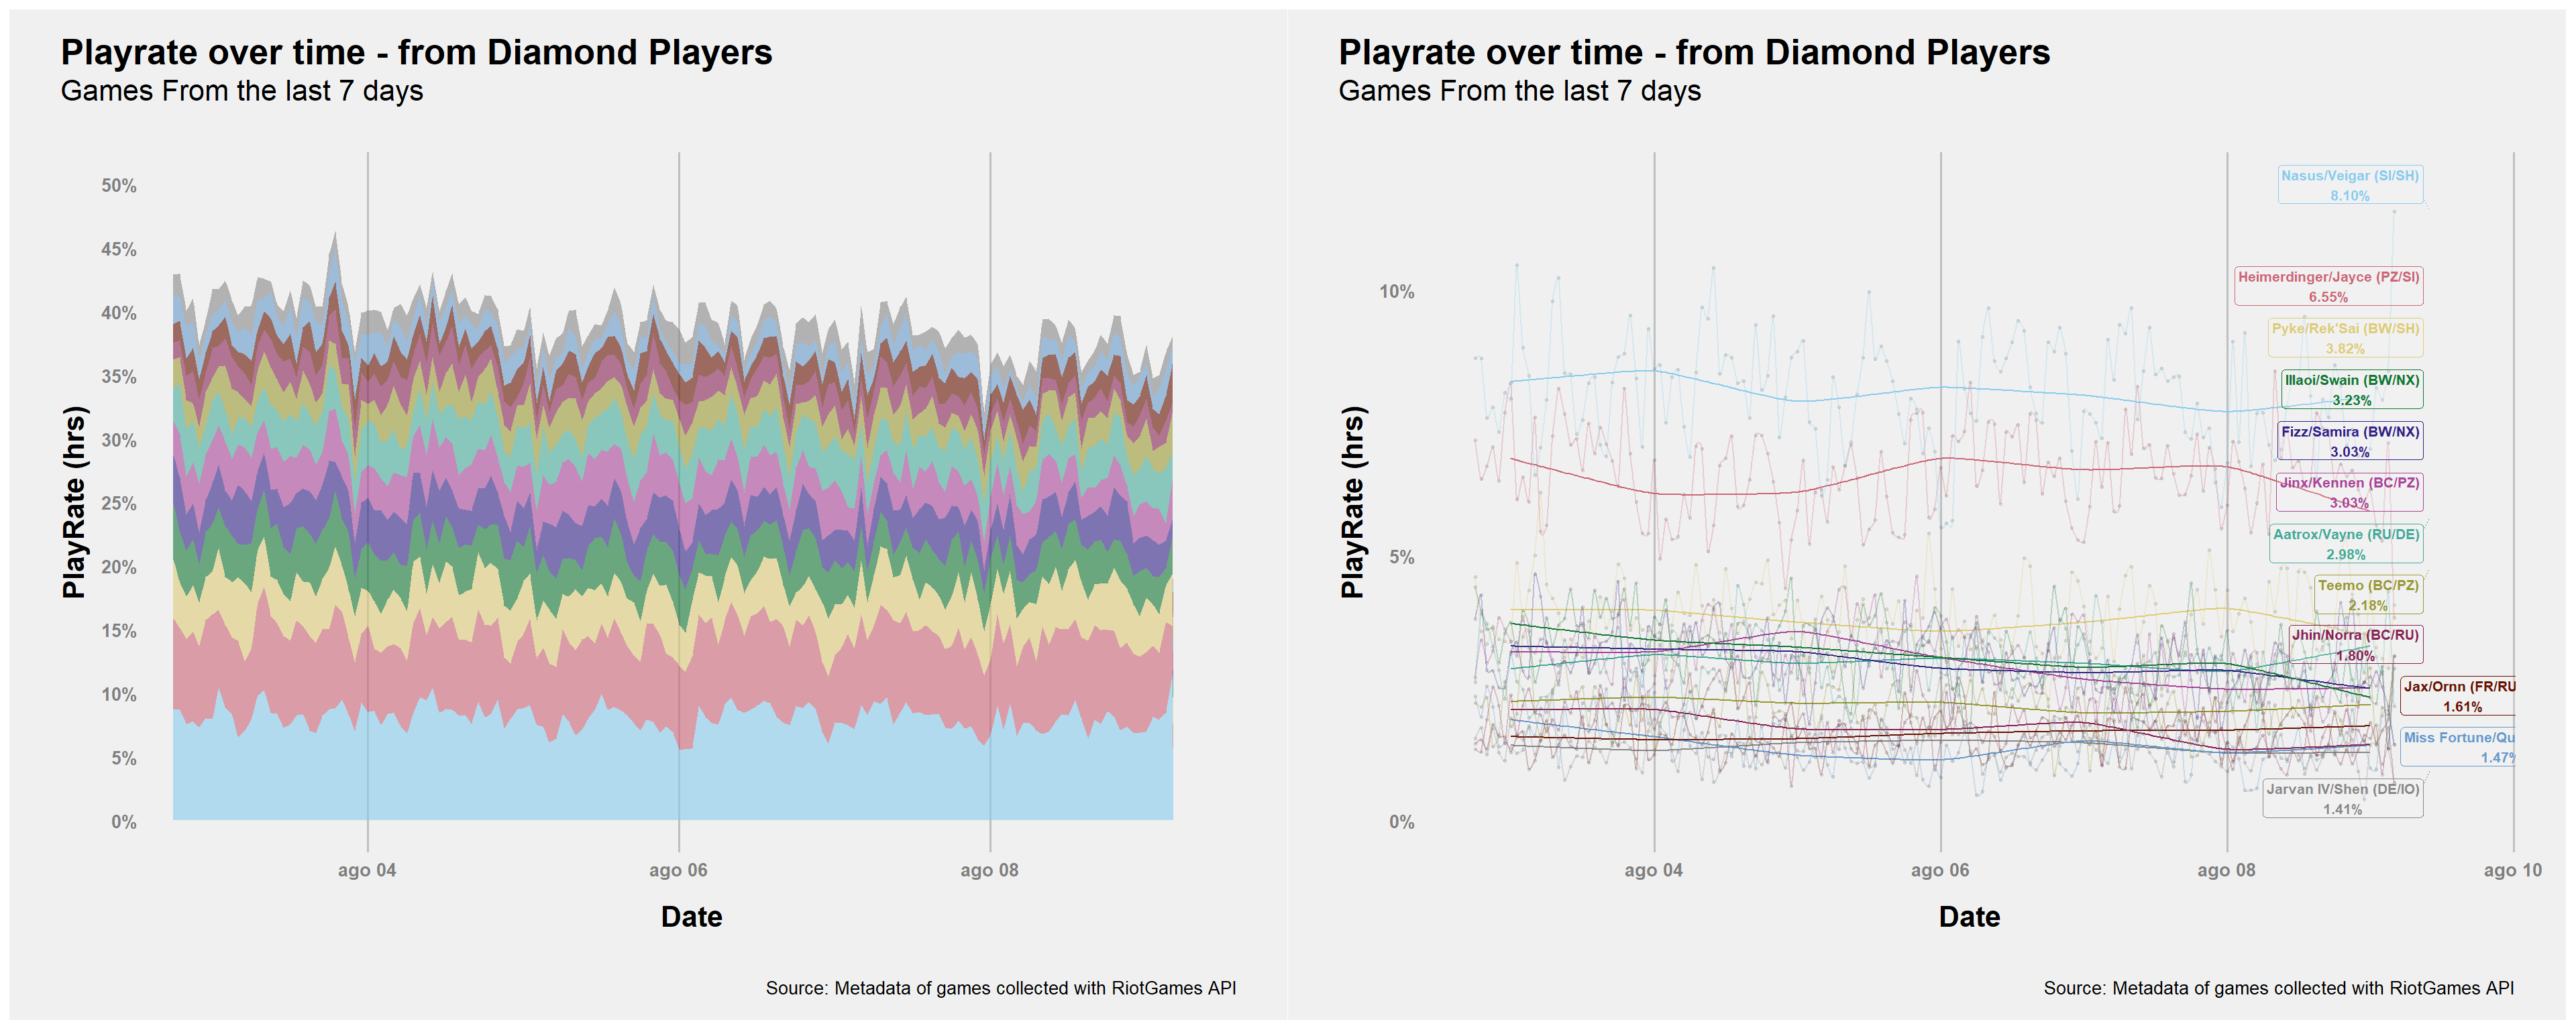 Playrate over time - from Diamond Players
Games From the last 7 days
PlayRate (hrs)
50%
45%
40%
35%
30%
25%
20%
15%
10%
5%
0%
ago 04
ago 06
ago 08
Date
Source: Metadata of games collected with RiotGames API
Playrate over time - from Diamond Players
Games From the last 7 days
PlayRate (hrs)
10%
5%
0%
Nasus/Veigar (SI/SH)
8.10%
Heimerdinger/Jayce (PZ/SI)
6.55%
Pyke/Rek'Sai (BW/SH)
3.82%
Illaoi/Swain (BW/NX)
3.23%
Fizz/Samira (BW/NX)
3.03%
Jinx/Kennen (BC/PZ)
3.03%
Aatrox/Vayne (RU/DE)
2.98%
Teemo (BC/PZ)
2.18%
Jhin/Norra (BC/RU)
1.80%
Jax/Ornn (FR/RU
1.61%
Miss Fortune/Qu
1.47%
Jarvan IV/Shen (DE/IO)
1.41%
ago 04
ago 06
ago 08
ago 10
Date
Source: Metadata of games collected with RiotGames API